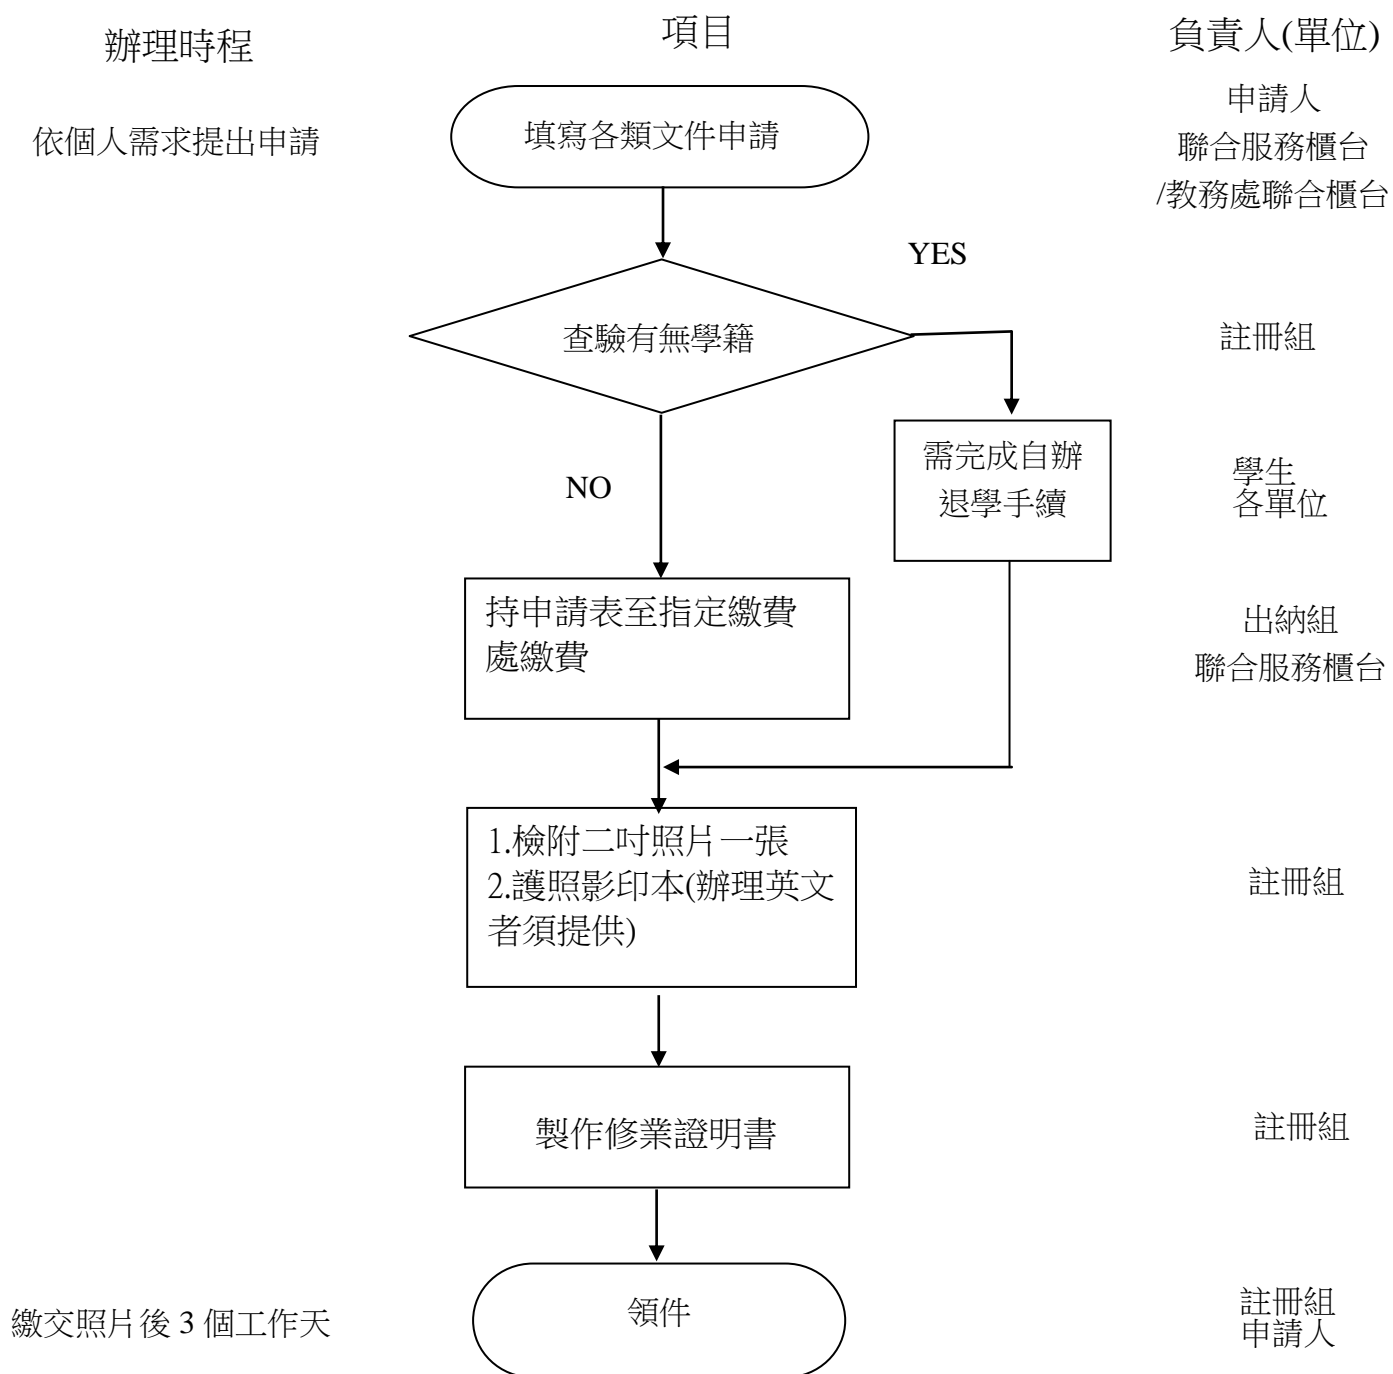 辦理時程
項目
負責人(單位)
依個人需求提出申請
填寫各類文件申請
申請人
聯合服務櫃台
/教務處聯合櫃台
YES
查驗有無學籍
註冊組
需完成自辦
退學手續
學生
各單位
NO
持申請表至指定繳費
處繳費
出納組
聯合服務櫃台
1.檢附二吋照片一張
2.護照影印本(辦理英文
者須提供)
註冊組
製作修業證明書
註冊組
繳交照片後 3 個工作天
領件
註冊組
申請人